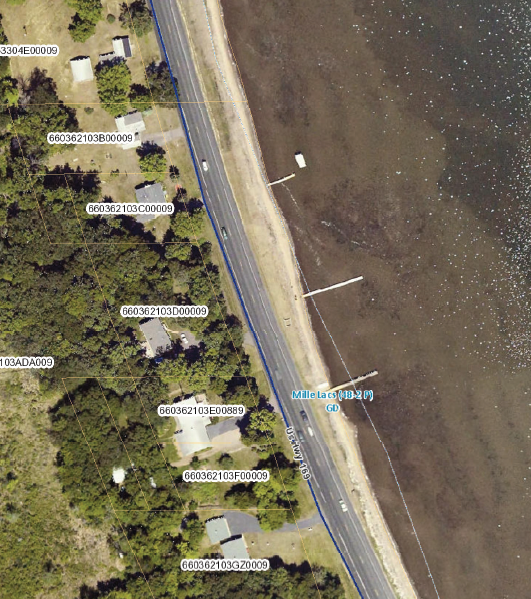 3304E00009
660362103B00009
660362103C00009
660362103D00009
103ADA009
Mille Lacs (48-2 P)
GD
660362103E00889
Us Hwy 169
660362103F00009
660362103GZ0009